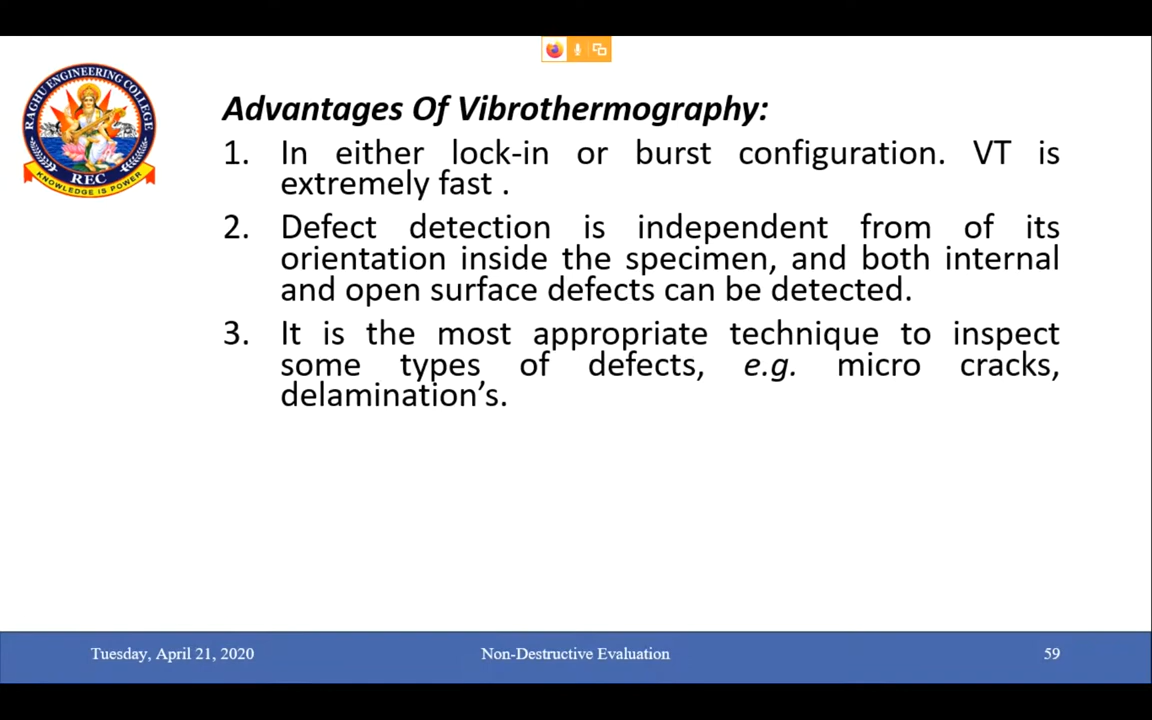 RAGHU ENGINEERING COLLEGE
REC
KNOWLEDGE IS POWER
Advantages Of Vibrothermography:
1. In either lock-in or burst configuration. VT is
extremely fast .
2. Defect detection is independent from of its
orientation inside the specimen, and both internal
and open surface defects can be detected.
3. It is the most appropriate technique to inspect
some types of defects, e.g. micro cracks,
delamination’s.
Tuesday, April 21, 2020
Non-Destructive Evaluation
59